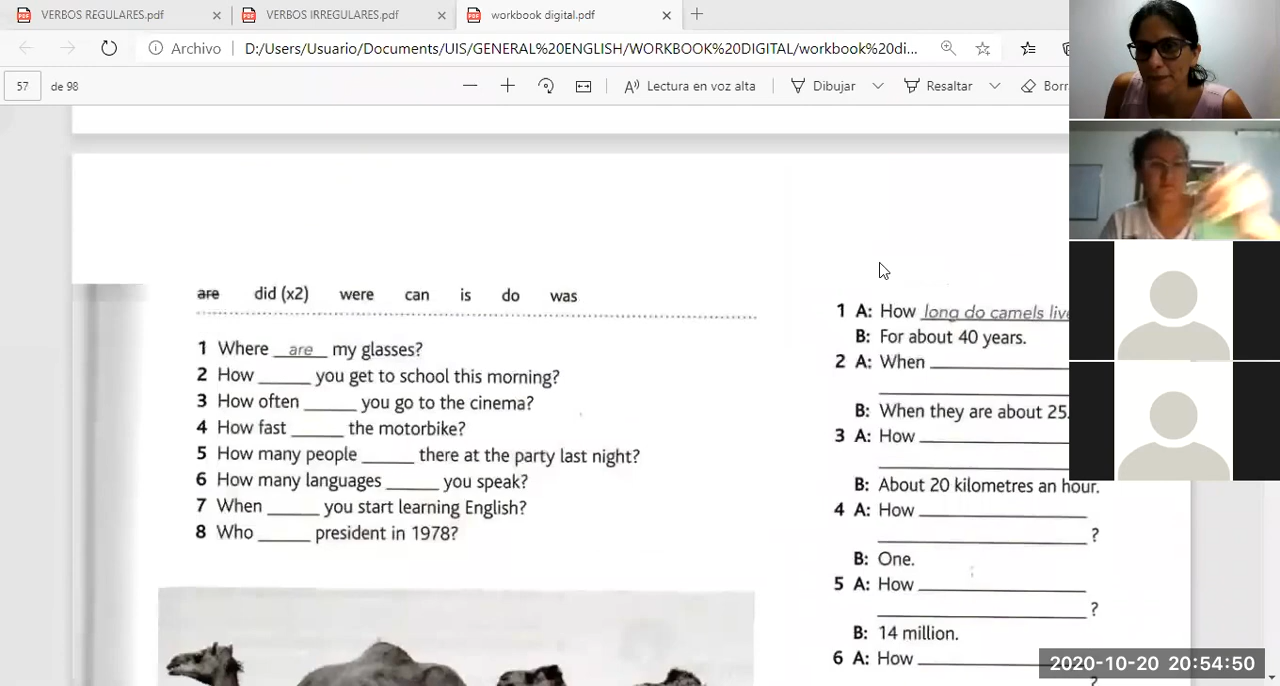 VERBOS REGULARES.pdf
VERBOS IRREGULARES.pdf
workbook digital.pdf
Archivo
D:/Users/Usuario/Documents/UIS/GENERAL%20ENGLISH/WORKBOOK%20DIGITAL/workbook%20di...
57 de 98
Lectura en voz alta
Dibujar
Resaltar
Borr
are did (x2) were can is do was
1 Where are my glasses?
2 How ______ you get to school this morning?
3 How often ______ you go to the cinema?
4 How fast ______ the motorbike?
5 How many people ______ there at the party last night?
6 How many languages ______ you speak?
7 When ______ you start learning English?
8 Who ______ president in 1978?
1 A: How long do camels live
B: For about 40 years.
2 A: When
B: When they are about 25.
3 A: How
B: About 20 kilometres an hour.
4 A: How
?
B: One.
5 A: How
?
B: 14 million.
6 A: How
?
2020-10-20 20:54:50